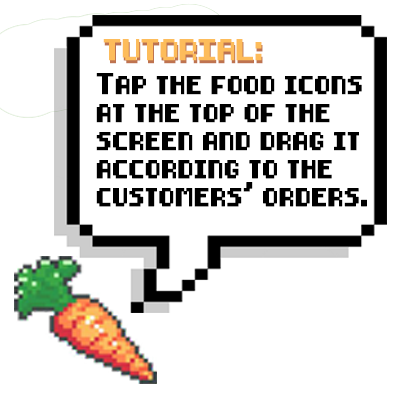 TUTORIAL:
TAP THE FOOD ICONS
AT THE TOP OF THE
SCREEN AND DRAG IT
ACCORDING TO THE
CUSTOMERS' ORDERS.